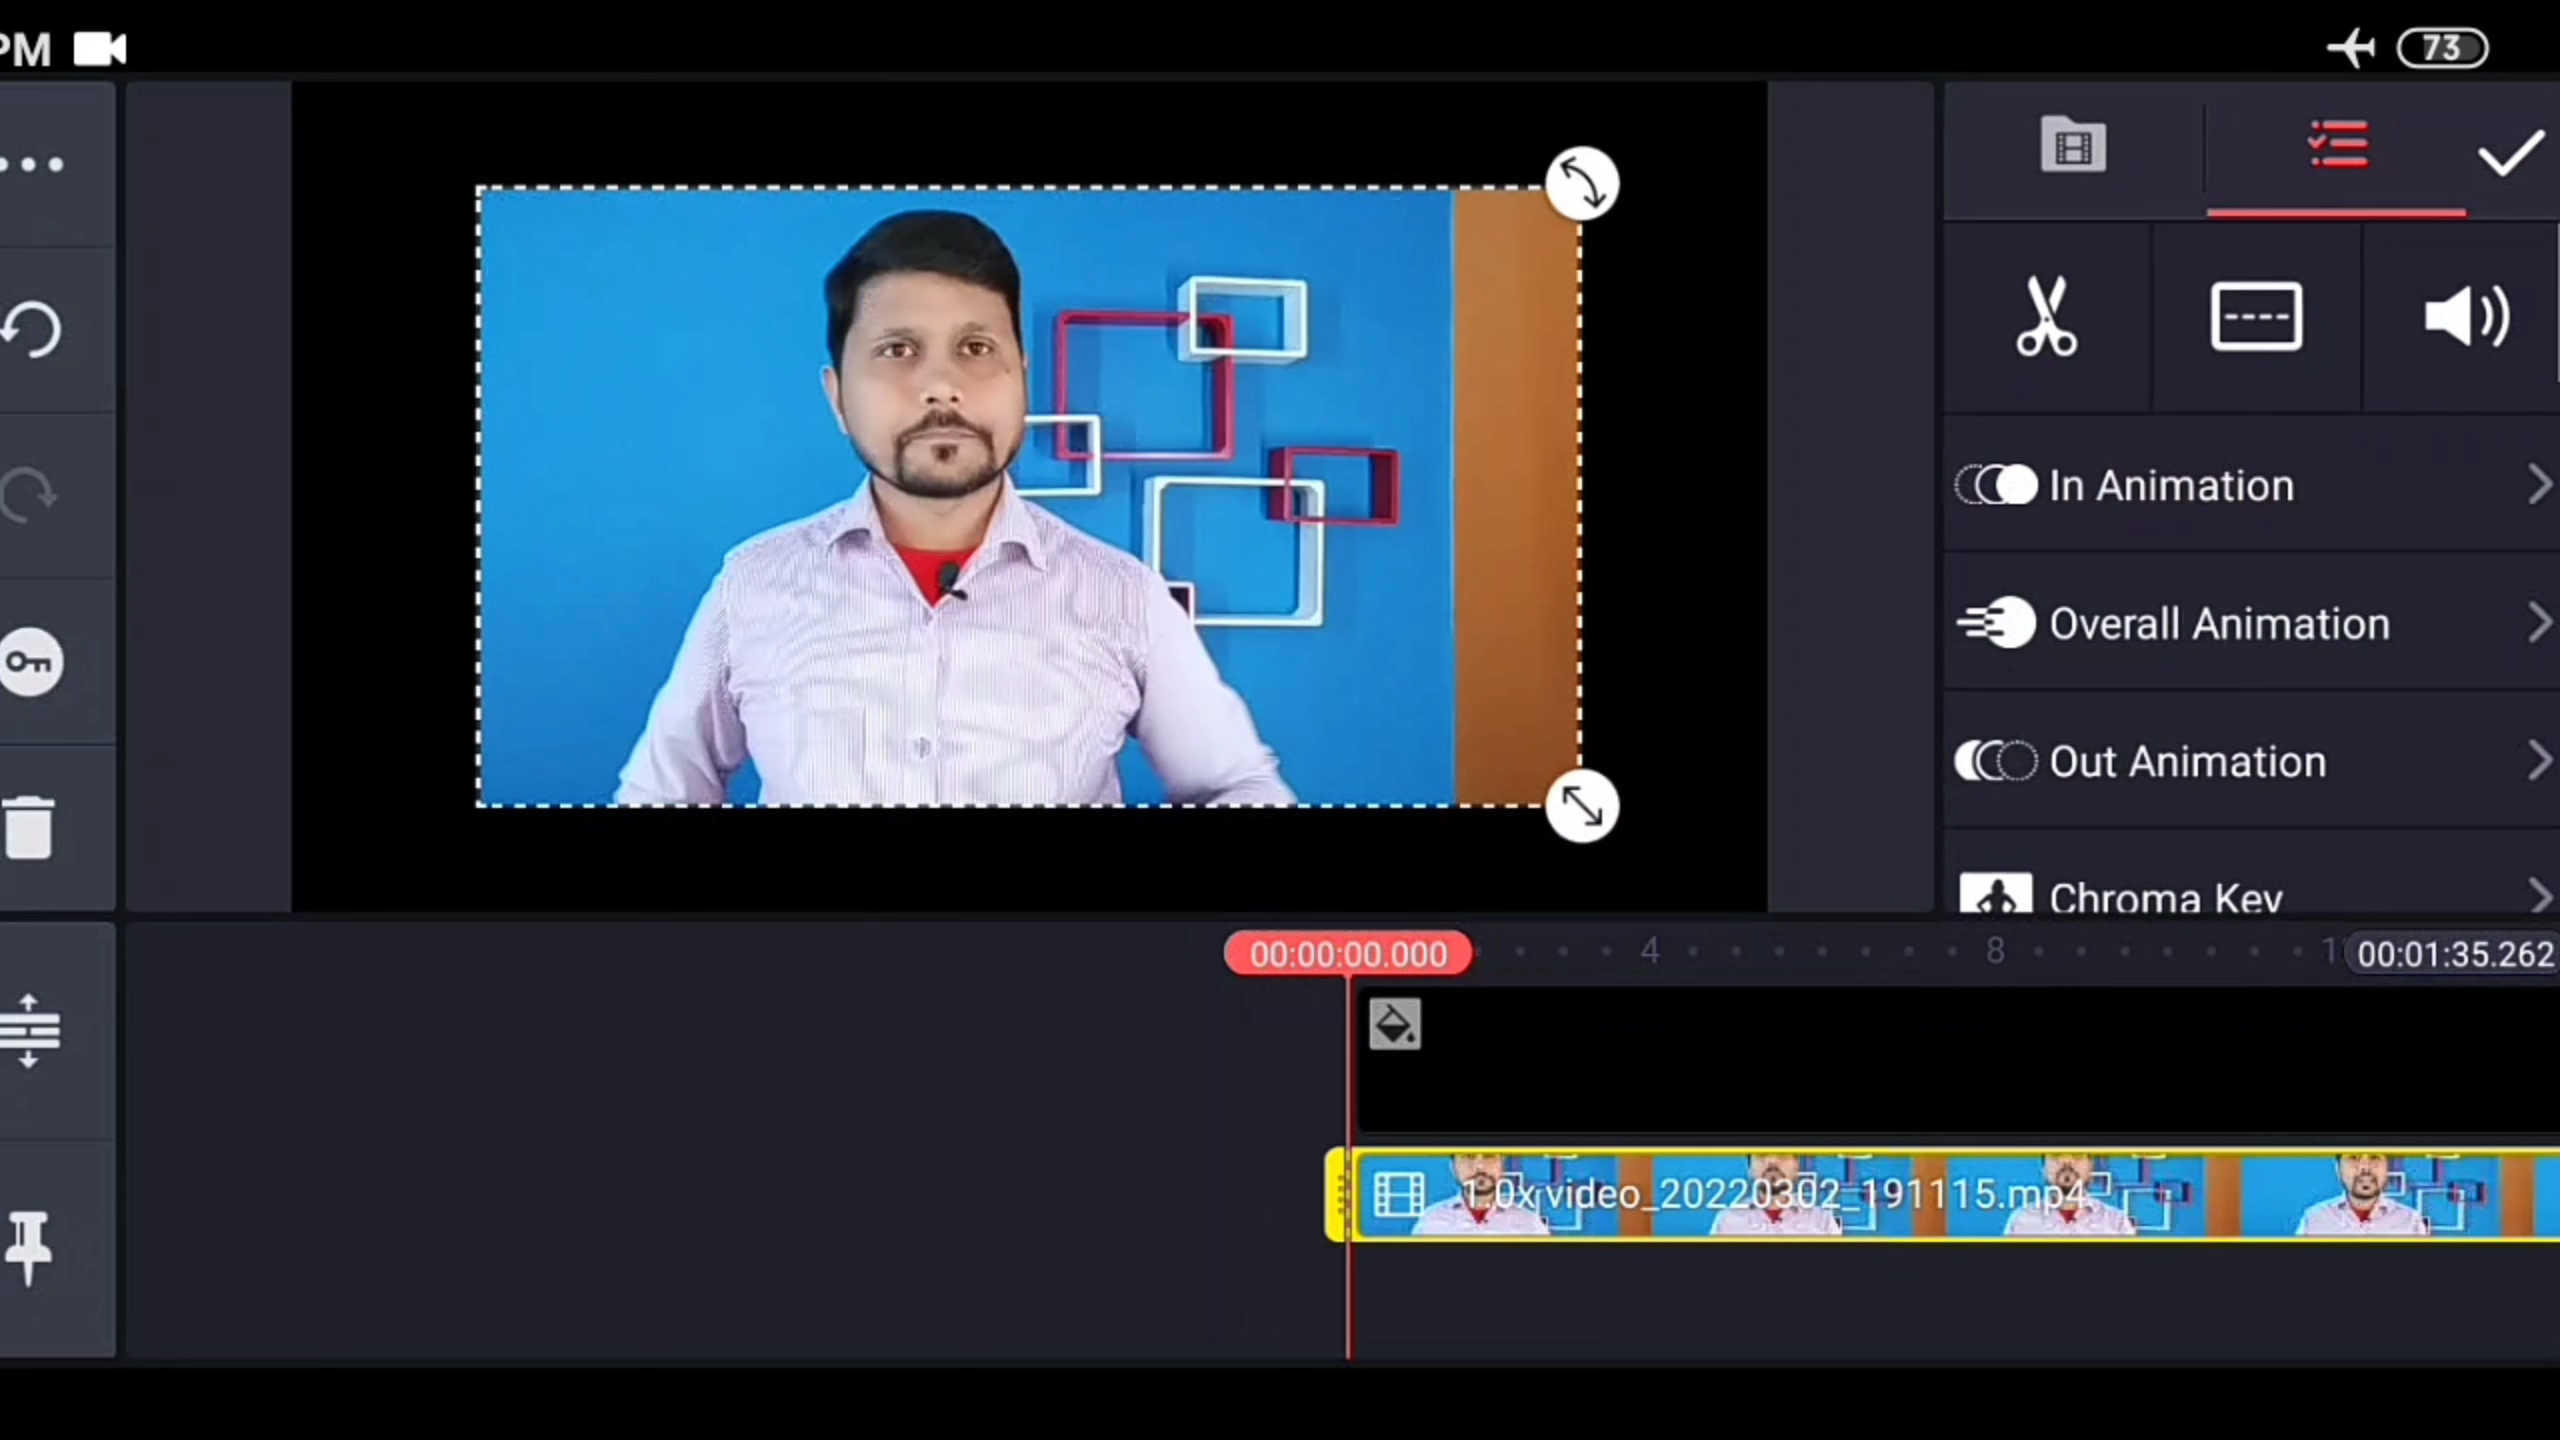 PM
73
In Animation
Overall Animation
Out Animation
Chroma Key
00:00:00.000
4
8
1
00:01:35.262
1.0x video_20220302_191115.mp4